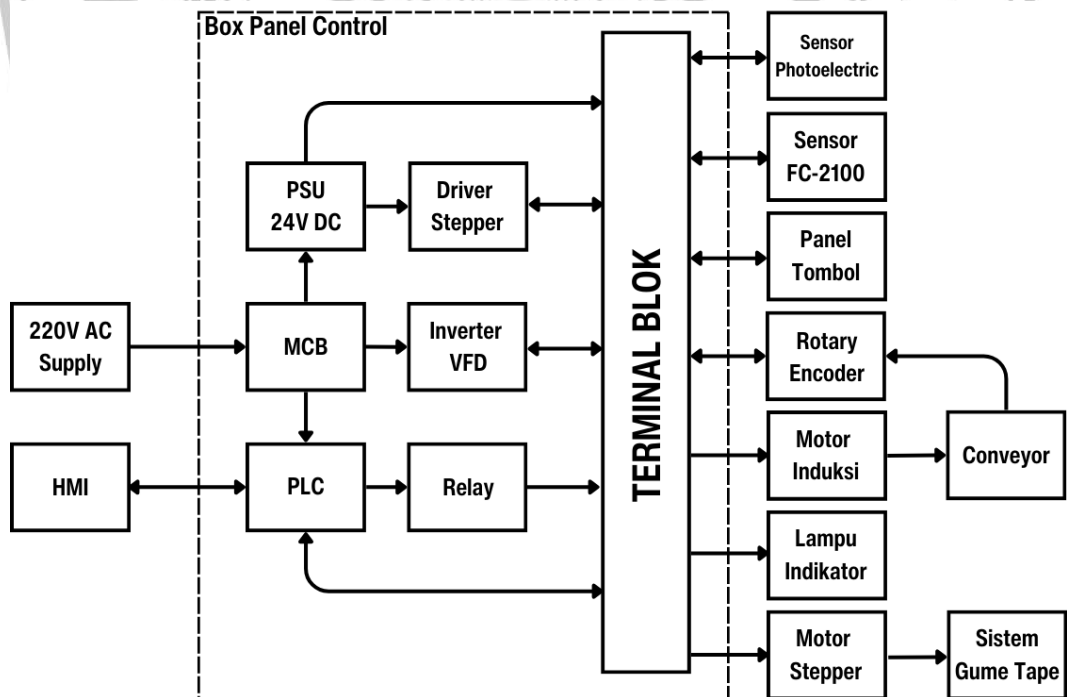 Box Panel Control
Sensor
Photoelectric
Sensor
FC-2100
PSU
24V DC
Driver
Stepper
Panel
Tombol
220V AC
Supply
MCB
Inverter
VFD
TERMINAL BLOK
Rotary
Encoder
HMI
PLC
Relay
Motor
Induksi
Conveyor
Lampu
Indikator
Motor
Stepper
Sistem
Gume Tape